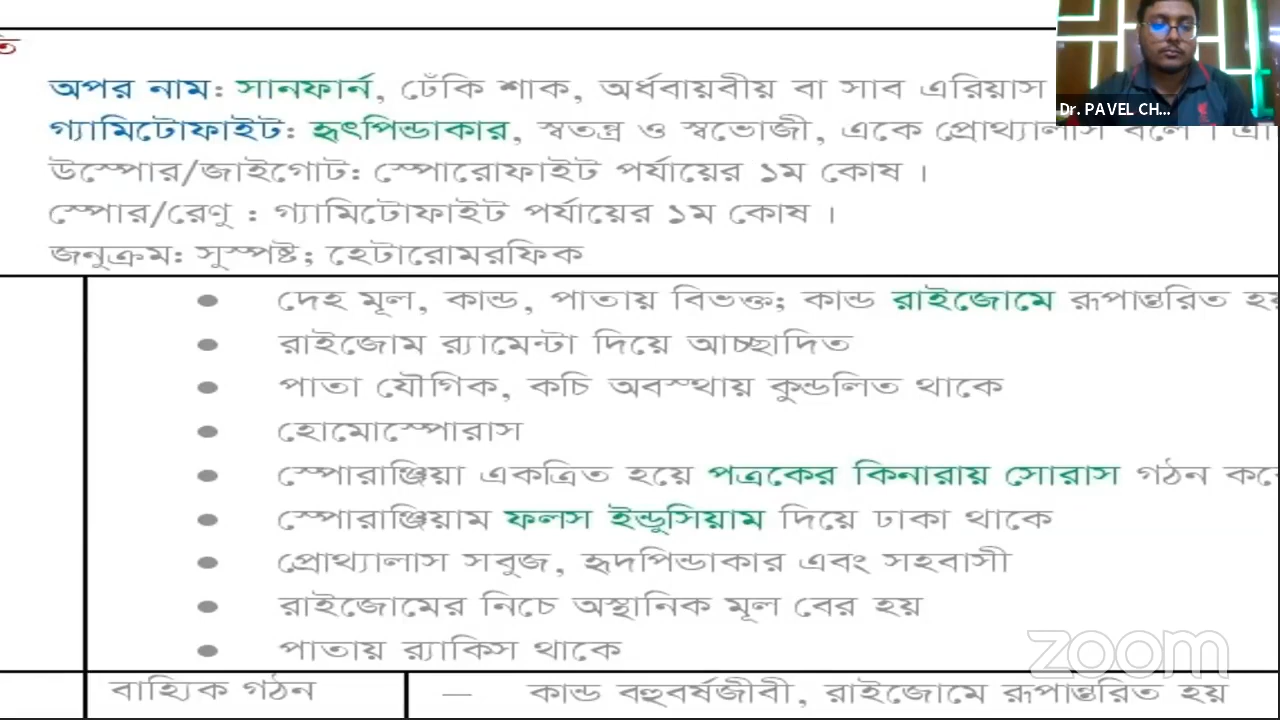 তি
অপর নাম: সানফার্ন, ঢেঁকি শাক, অর্ধবায়বীয় বা সাব এরিয়াস
গ্যামিটোফাইট: হৃৎপিন্ডাকার, স্বতন্ত্র ও স্বভোজী, একে প্রোথ্যালাস বলে।
উস্পোর/জাইগোট: স্পোরোফাইট পর্যায়ের ১ম কোষ।
স্পোর/রেণু : গ্যামিটোফাইট পর্যায়ের ১ম কোষ।
জনুক্রম: সুস্পষ্ট; হেটারোমরফিক
● দেহ মূল, কান্ড, পাতায় বিভক্ত; কান্ড রাইজোমে রূপান্তরিত হয়
● রাইজোম র‍্যামেন্টা দিয়ে আচ্ছাদিত
● পাতা যৌগিক, কচি অবস্থায় কুন্ডলিত থাকে
● হোমোস্পোরাস
● স্পোরাঞ্জিয়া একত্রিত হয়ে পত্রকের কিনারায় সোরাস গঠন করে
● স্পোরাঞ্জিয়াম ফলস ইন্ডুসিয়াম দিয়ে ঢাকা থাকে
● প্রোথ্যালাস সবুজ, হৃদপিন্ডাকার এবং সহবাসী
● রাইজোমের নিচে অস্থানিক মূল বের হয়
● পাতায় র‍্যাকিস থাকে
বাহ্যিক গঠন – কান্ড বহুবর্ষজীবী, রাইজোমে রূপান্তরিত হয়
Dr. PAVEL CH...
zoom